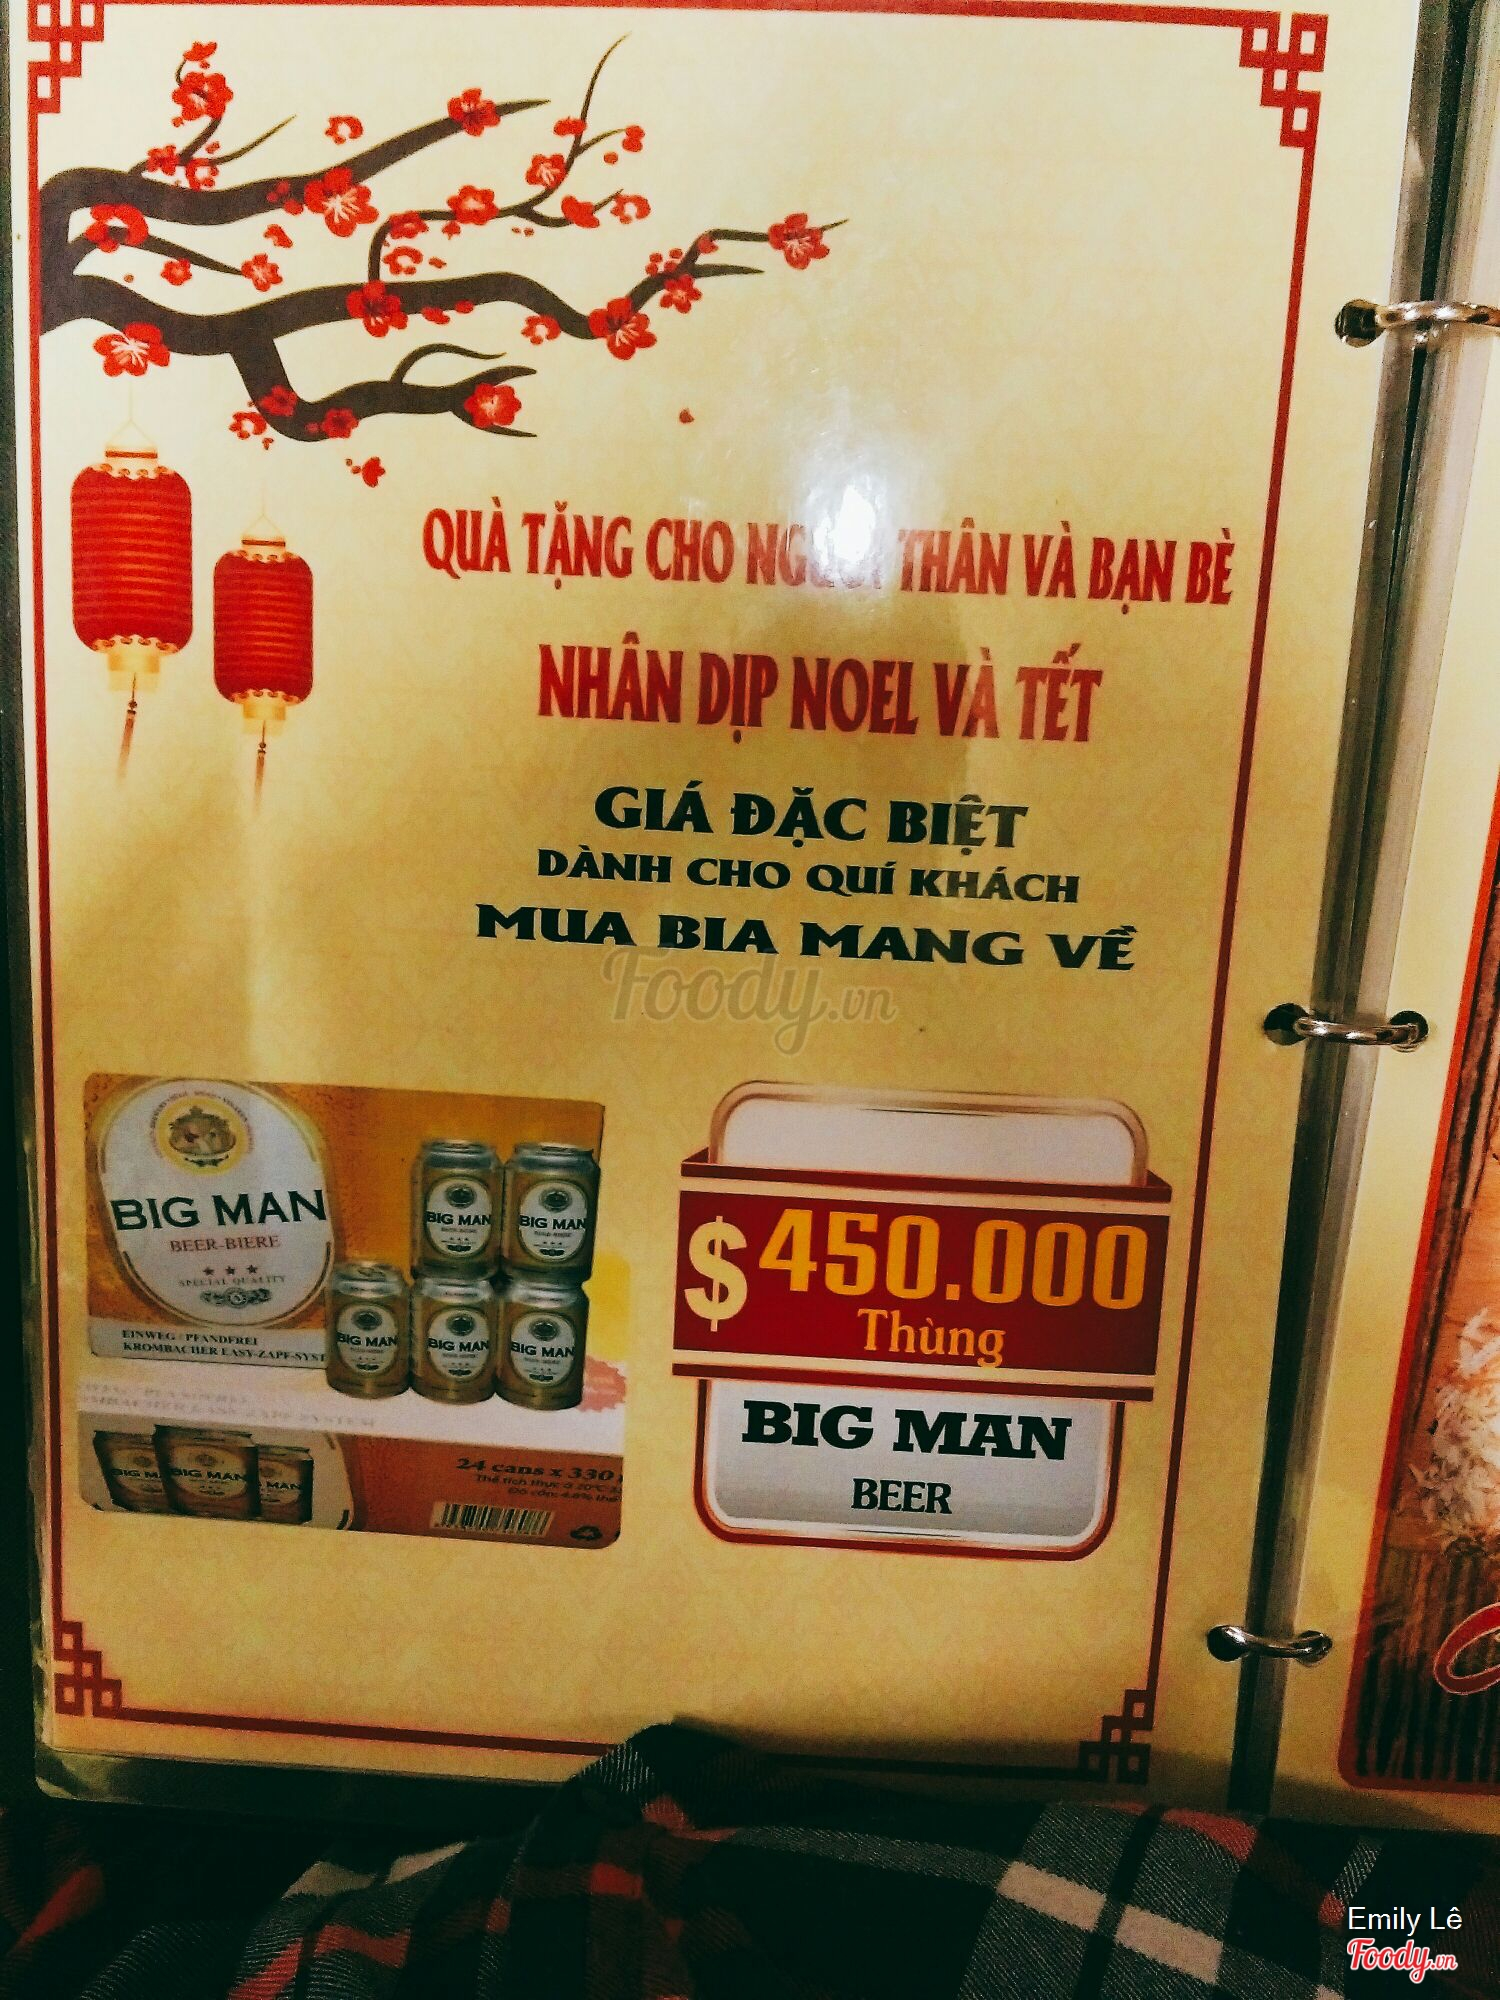 QUÀ TẶNG CHO NGƯỜI THÂN VÀ BẠN BÈ
NHÂN DỊP NOEL VÀ TẾT
GIÁ ĐẶC BIỆT
DÀNH CHO QUÍ KHÁCH
MUA BIA MANG VỀ
Foody.vn
BIG MAN
BEER-BIERE
SPECIAL QUALITY
EINWEG / PFANDFREI
KROMBACHER EASY-ZAPF-SYST
BIG MAN
BIG MAN
BIG MAN
BIG MAN
BIG MAN
BIG MAN
24 cans x 330
$450.000
Thùng
BIG MAN
BEER
Emily Lê
Foody.vn